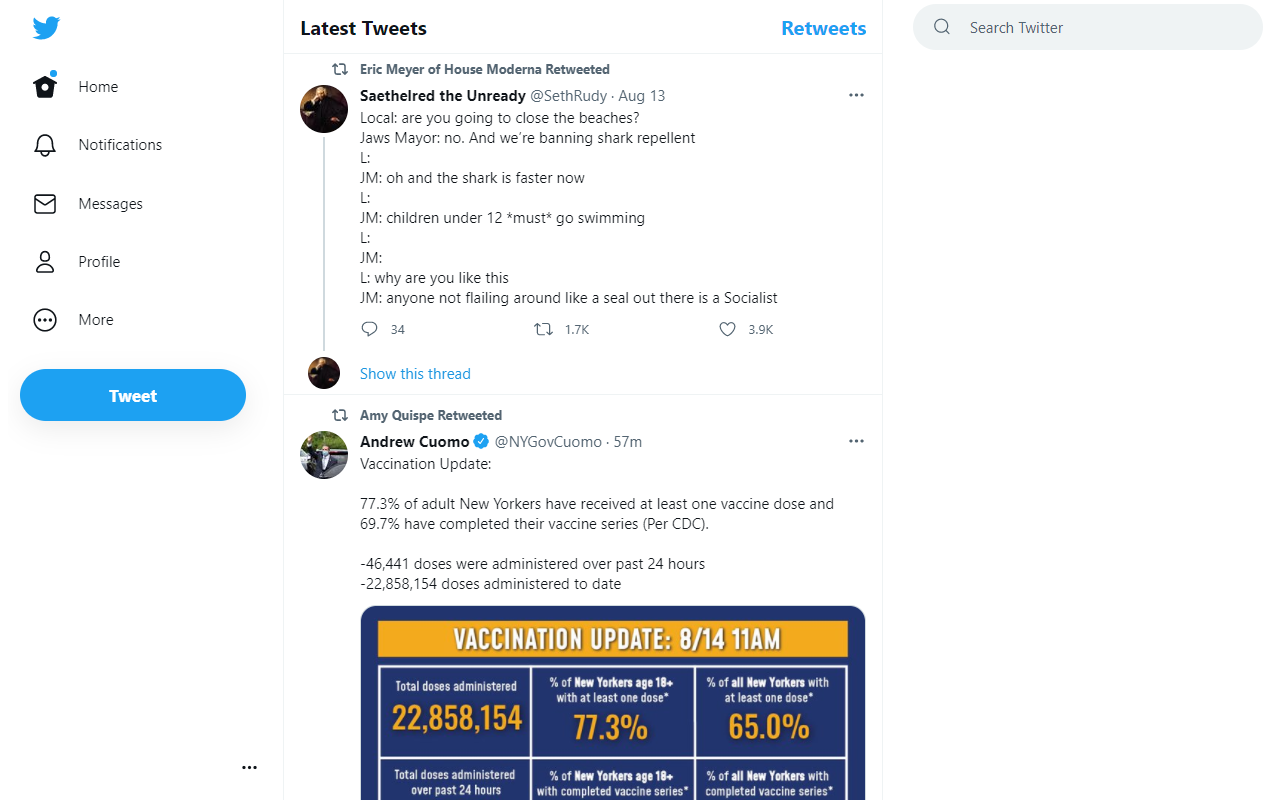 Latest Tweets
Retweets
Search Twitter
Home
Notifications
Messages
Profile
More
Tweet
Eric Meyer of House Moderna Retweeted
Saethelred the Unready @SethRudy · Aug 13
Local: are you going to close the beaches?
Jaws Mayor: no. And we’re banning shark repellent
L:
JM: oh and the shark is faster now
L:
JM: children under 12 *must* go swimming
L:
JM:
L: why are you like this
JM: anyone not flailing around like a seal out there is a Socialist
34 1.7K 3.9K
Show this thread
Amy Quispe Retweeted
Andrew Cuomo @NYGovCuomo · 57m
Vaccination Update:
77.3% of adult New Yorkers have received at least one vaccine dose and
69.7% have completed their vaccine series (Per CDC).
-46,441 doses were administered over past 24 hours
-22,858,154 doses administered to date
VACCINATION UPDATE: 8/14 11AM
Total doses administered
22,858,154
% of New Yorkers age 18+
with at least one dose*
77.3%
% of all New Yorkers with
at least one dose*
65.0%
Total doses administered
over past 24 hours
% of New Yorkers age 18+
with completed vaccine series*
% of all New Yorkers with
completed vaccine series*